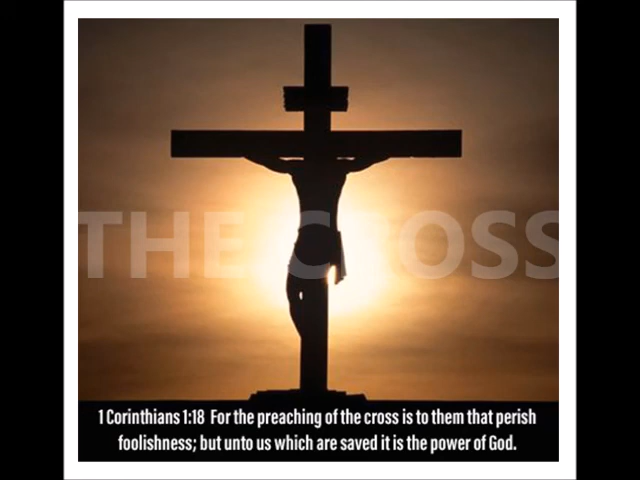 THE CROSS
1 Corinthians 1:18 For the preaching of the cross is to them that perish
foolishness; but unto us which are saved it is the power of God.